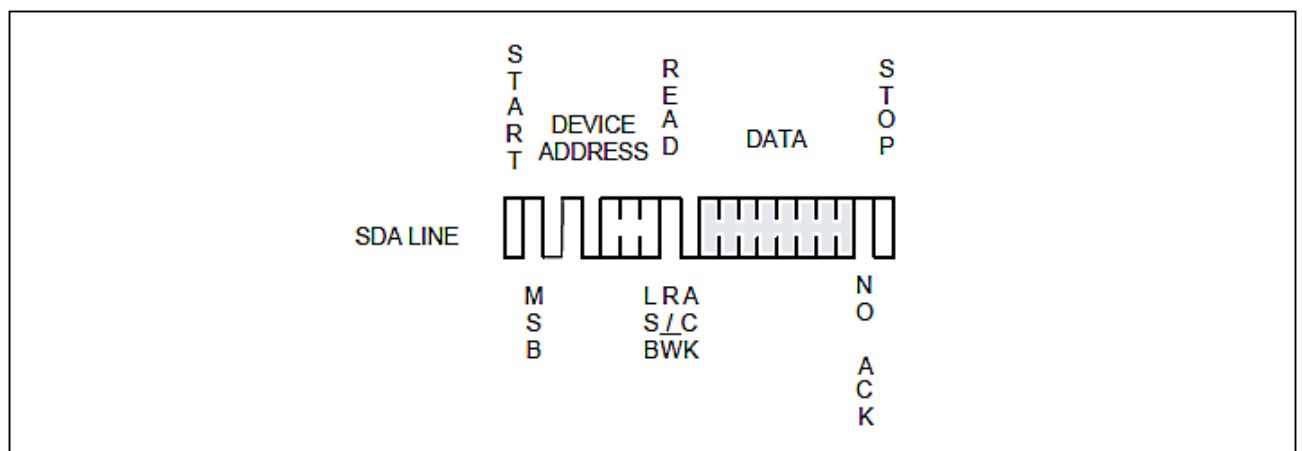 START
DEVICE
ADDRESS
READ
DATA
STOP
SDA LINE
MSB
LSB
R/W
ACK
NO ACK